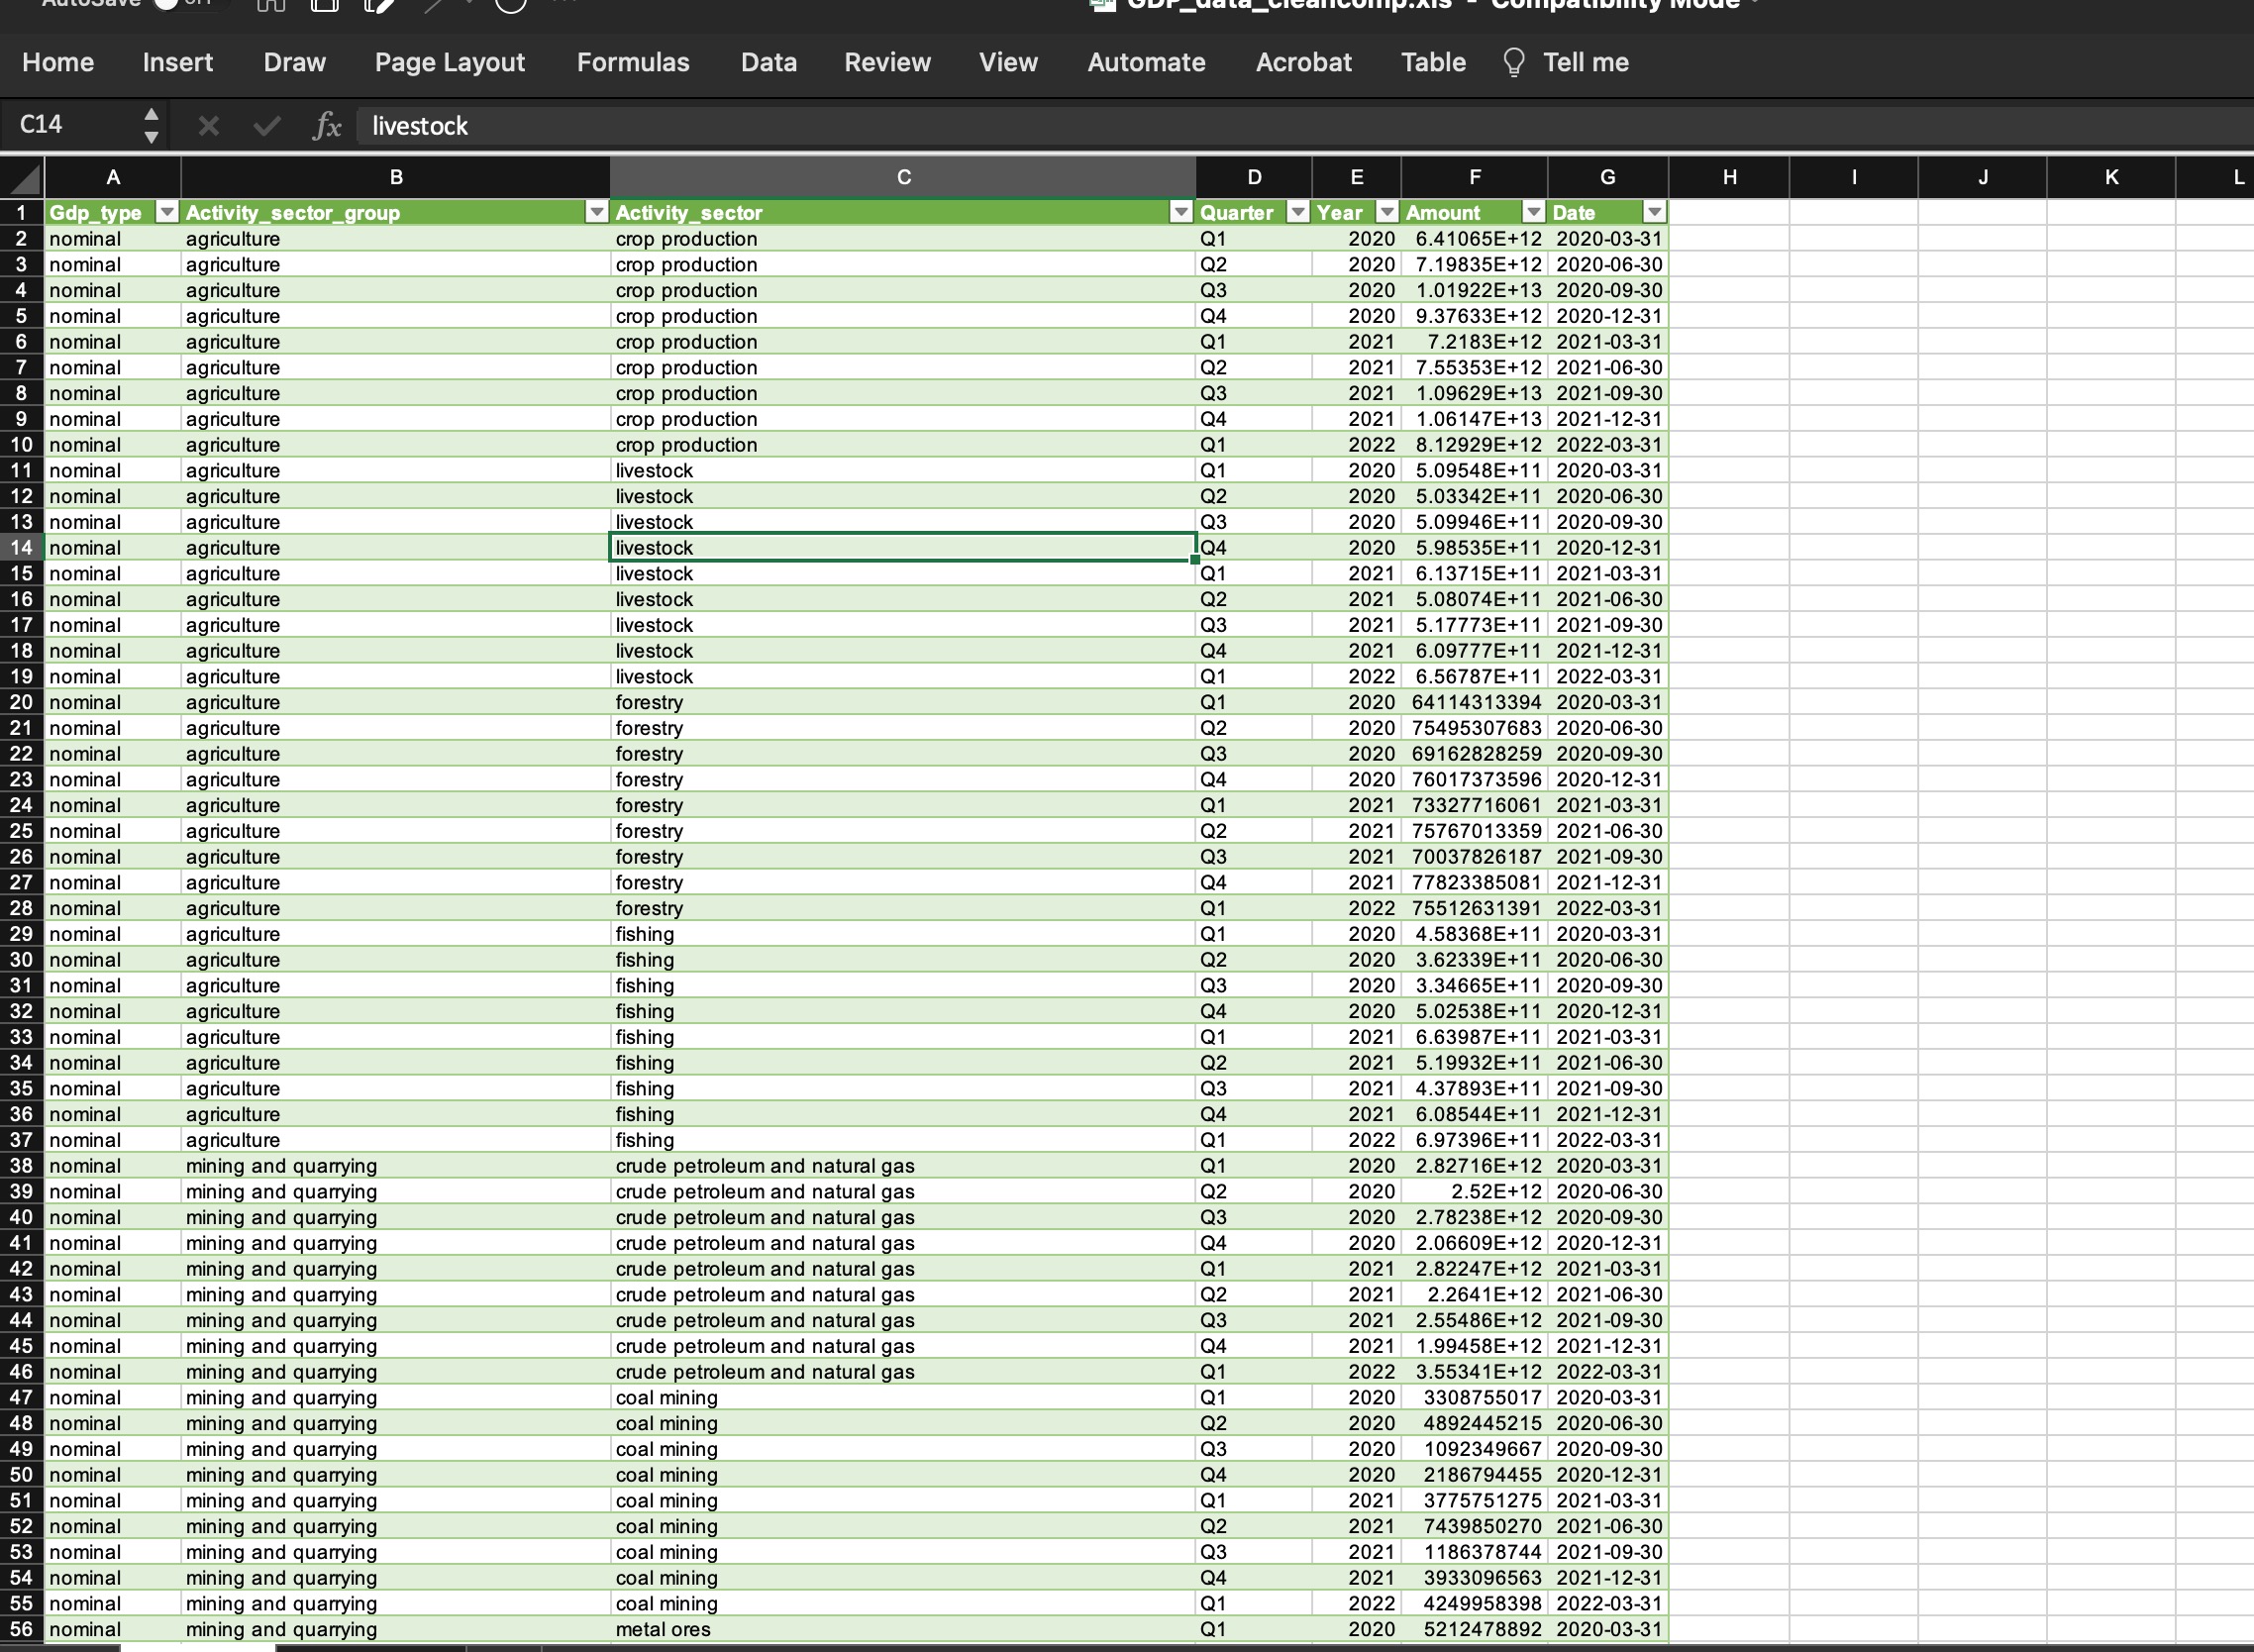 AutoSave OFF GDP_data_cleancomp.xls - Compatibility Mode
Home Insert Draw Page Layout Formulas Data Review View Automate Acrobat Table Tell me
C14 fx livestock
A B C D E F G H I J K L
1 Gdp_type Activity_sector_group Activity_sector Quarter Year Amount Date
2 nominal agriculture crop production Q1 2020 6.41065E+12 2020-03-31
3 nominal agriculture crop production Q2 2020 7.19835E+12 2020-06-30
4 nominal agriculture crop production Q3 2020 1.01922E+13 2020-09-30
5 nominal agriculture crop production Q4 2020 9.37633E+12 2020-12-31
6 nominal agriculture crop production Q1 2021 7.2183E+12 2021-03-31
7 nominal agriculture crop production Q2 2021 7.55353E+12 2021-06-30
8 nominal agriculture crop production Q3 2021 1.09629E+13 2021-09-30
9 nominal agriculture crop production Q4 2021 1.06147E+13 2021-12-31
10 nominal agriculture crop production Q1 2022 8.12929E+12 2022-03-31
11 nominal agriculture livestock Q1 2020 5.09548E+11 2020-03-31
12 nominal agriculture livestock Q2 2020 5.03342E+11 2020-06-30
13 nominal agriculture livestock Q3 2020 5.09946E+11 2020-09-30
14 nominal agriculture livestock Q4 2020 5.98535E+11 2020-12-31
15 nominal agriculture livestock Q1 2021 6.13715E+11 2021-03-31
16 nominal agriculture livestock Q2 2021 5.08074E+11 2021-06-30
17 nominal agriculture livestock Q3 2021 5.17773E+11 2021-09-30
18 nominal agriculture livestock Q4 2021 6.09777E+11 2021-12-31
19 nominal agriculture livestock Q1 2022 6.56787E+11 2022-03-31
20 nominal agriculture forestry Q1 2020 64114313394 2020-03-31
21 nominal agriculture forestry Q2 2020 75495307683 2020-06-30
22 nominal agriculture forestry Q3 2020 69162828259 2020-09-30
23 nominal agriculture forestry Q4 2020 76017373596 2020-12-31
24 nominal agriculture forestry Q1 2021 73327716061 2021-03-31
25 nominal agriculture forestry Q2 2021 75767013359 2021-06-30
26 nominal agriculture forestry Q3 2021 70037826187 2021-09-30
27 nominal agriculture forestry Q4 2021 77823385081 2021-12-31
28 nominal agriculture forestry Q1 2022 75512631391 2022-03-31
29 nominal agriculture fishing Q1 2020 4.58368E+11 2020-03-31
30 nominal agriculture fishing Q2 2020 3.62339E+11 2020-06-30
31 nominal agriculture fishing Q3 2020 3.34665E+11 2020-09-30
32 nominal agriculture fishing Q4 2020 5.02538E+11 2020-12-31
33 nominal agriculture fishing Q1 2021 6.63987E+11 2021-03-31
34 nominal agriculture fishing Q2 2021 5.19932E+11 2021-06-30
35 nominal agriculture fishing Q3 2021 4.37893E+11 2021-09-30
36 nominal agriculture fishing Q4 2021 6.08544E+11 2021-12-31
37 nominal agriculture fishing Q1 2022 6.97396E+11 2022-03-31
38 nominal mining and quarrying crude petroleum and natural gas Q1 2020 2.82716E+12 2020-03-31
39 nominal mining and quarrying crude petroleum and natural gas Q2 2020 2.52E+12 2020-06-30
40 nominal mining and quarrying crude petroleum and natural gas Q3 2020 2.78238E+12 2020-09-30
41 nominal mining and quarrying crude petroleum and natural gas Q4 2020 2.06609E+12 2020-12-31
42 nominal mining and quarrying crude petroleum and natural gas Q1 2021 2.82247E+12 2021-03-31
43 nominal mining and quarrying crude petroleum and natural gas Q2 2021 2.2641E+12 2021-06-30
44 nominal mining and quarrying crude petroleum and natural gas Q3 2021 2.55486E+12 2021-09-30
45 nominal mining and quarrying crude petroleum and natural gas Q4 2021 1.99458E+12 2021-12-31
46 nominal mining and quarrying crude petroleum and natural gas Q1 2022 3.55341E+12 2022-03-31
47 nominal mining and quarrying coal mining Q1 2020 3308755017 2020-03-31
48 nominal mining and quarrying coal mining Q2 2020 4892445215 2020-06-30
49 nominal mining and quarrying coal mining Q3 2020 1092349667 2020-09-30
50 nominal mining and quarrying coal mining Q4 2020 2186794455 2020-12-31
51 nominal mining and quarrying coal mining Q1 2021 3775751275 2021-03-31
52 nominal mining and quarrying coal mining Q2 2021 7439850270 2021-06-30
53 nominal mining and quarrying coal mining Q3 2021 1186378744 2021-09-30
54 nominal mining and quarrying coal mining Q4 2021 3933096563 2021-12-31
55 nominal mining and quarrying coal mining Q1 2022 4249958398 2022-03-31
56 nominal mining and quarrying metal ores Q1 2020 5212478892 2020-03-31